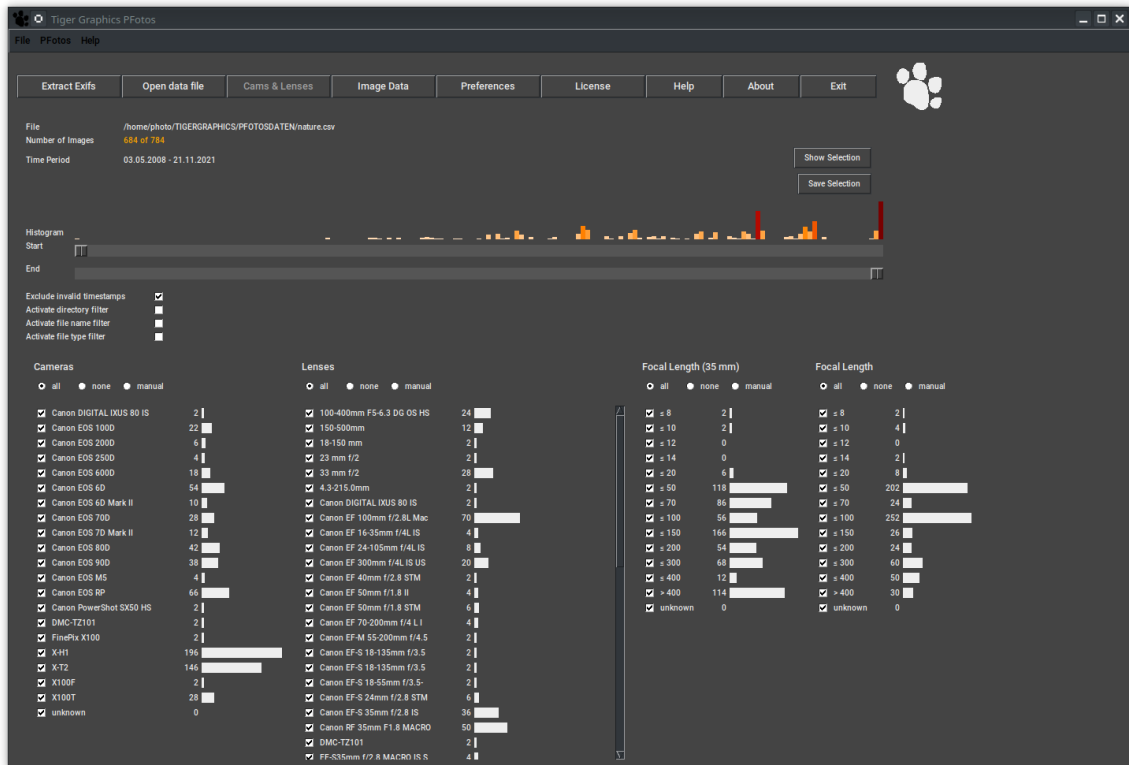 Tiger Graphics PFotos
File PFotos Help
Extract Exifs Open data file Cams & Lenses Image Data Preferences License Help About Exit
File /home/photo/TIGERGRAPHICS/PFOTOSDATEN/nature.csv
Number of Images 684 of 784
Time Period 03.05.2008 - 21.11.2021
Show Selection
Save Selection
Histogram
Start
End
Exclude invalid timestamps
Activate directory filter
Activate file name filter
Activate file type filter
Cameras
all none manual
Canon DIGITAL IXUS 80 IS 2
Canon EOS 100D 22
Canon EOS 200D 6
Canon EOS 250D 4
Canon EOS 600D 18
Canon EOS 6D 54
Canon EOS 6D Mark II 10
Canon EOS 70D 28
Canon EOS 7D Mark II 12
Canon EOS 80D 42
Canon EOS 90D 38
Canon EOS M5 4
Canon EOS RP 66
Canon PowerShot SX50 HS 2
DMC-TZ101 2
FinePix X100 2
X-H1 196
X-T2 146
X100F 2
X100T 28
unknown 0
Lenses
all none manual
100-400mm F5-6.3 DG OS HS 24
150-500mm 12
18-150 mm 2
23 mm f/2 2
33 mm f/2 28
4.3-215.0mm 2
Canon DIGITAL IXUS 80 IS 2
Canon EF 100mm f/2.8L Mac 70
Canon EF 16-35mm f/4L IS 4
Canon EF 24-105mm f/4L IS 8
Canon EF 300mm f/4L IS US 20
Canon EF 40mm f/2.8 STM 2
Canon EF 50mm f/1.8 II 4
Canon EF 50mm f/1.8 STM 6
Canon EF 70-200mm f/4 L I 4
Canon EF-M 55-200mm f/4.5 2
Canon EF-S 18-135mm f/3.5 2
Canon EF-S 18-135mm f/3.5 2
Canon EF-S 18-55mm f/3.5- 2
Canon EF-S 24mm f/2.8 STM 6
Canon EF-S 35mm f/2.8 IS 36
Canon RF 35mm F1.8 MACRO 50
DMC-TZ101 2
EF-S35mm f/2.8 MACRO IS S 4
Focal Length (35 mm)
all none manual
≤ 8 2
≤ 10 2
≤ 12 0
≤ 14 0
≤ 20 6
≤ 50 118
≤ 70 86
≤ 100 56
≤ 150 166
≤ 200 54
≤ 300 68
≤ 400 12
> 400 114
unknown 0
Focal Length
all none manual
≤ 8 2
≤ 10 4
≤ 12 0
≤ 14 2
≤ 20 8
≤ 50 202
≤ 70 24
≤ 100 252
≤ 150 26
≤ 200 24
≤ 300 60
≤ 400 50
> 400 30
unknown 0